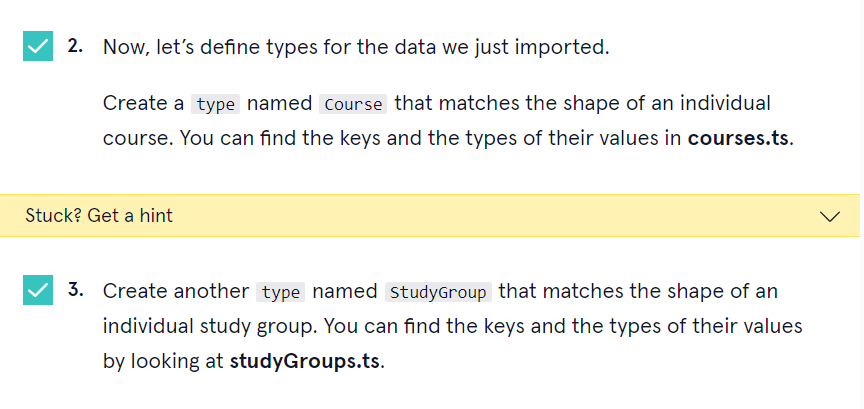 2. Now, let’s define types for the data we just imported.
Create a type named Course that matches the shape of an individual
course. You can find the keys and the types of their values in courses.ts.
Stuck? Get a hint
3. Create another type named StudyGroup that matches the shape of an
individual study group. You can find the keys and the types of their values
by looking at studyGroups.ts.